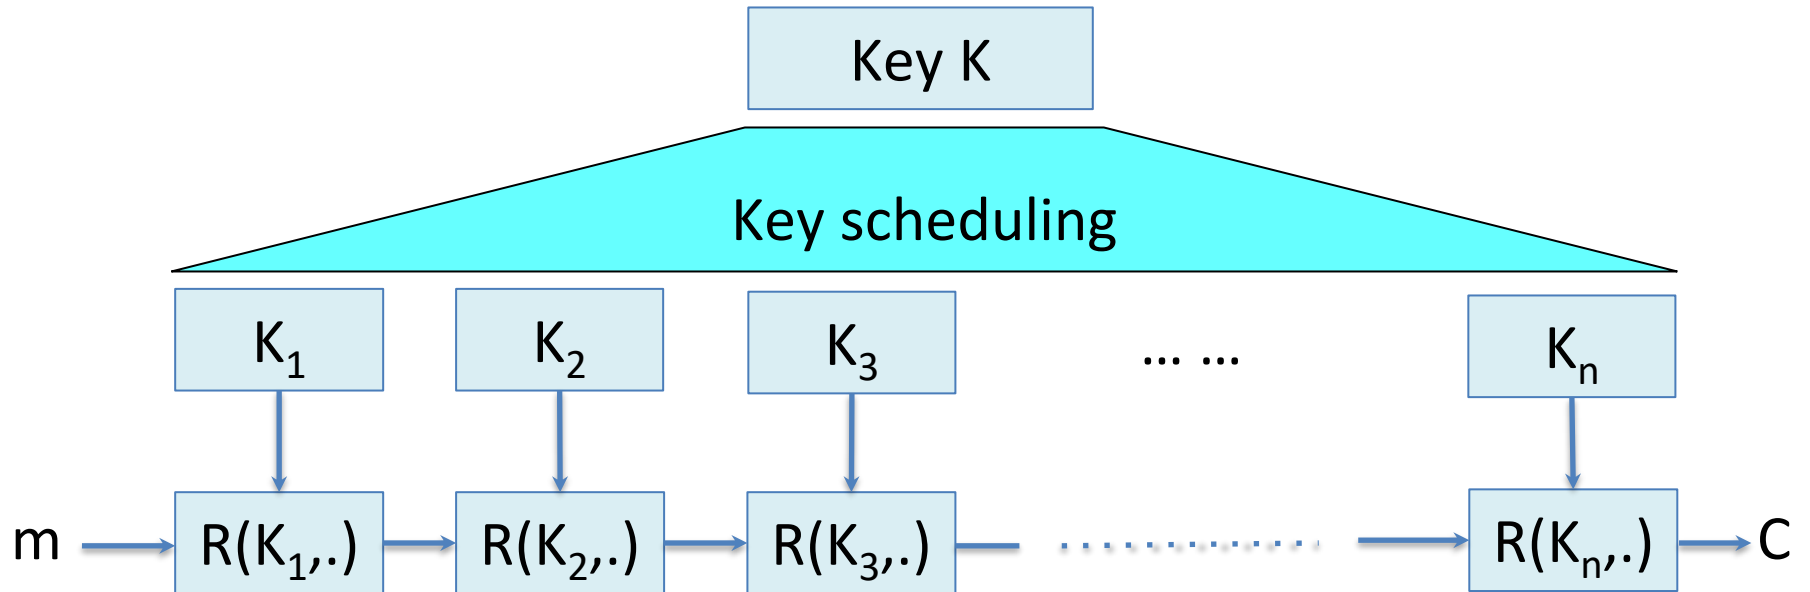 Key K
Key scheduling
K₁ K₂ K₃ ... ... Kₙ
m R(K₁,.) R(K₂,.) R(K₃,.) R(Kₙ,.) C